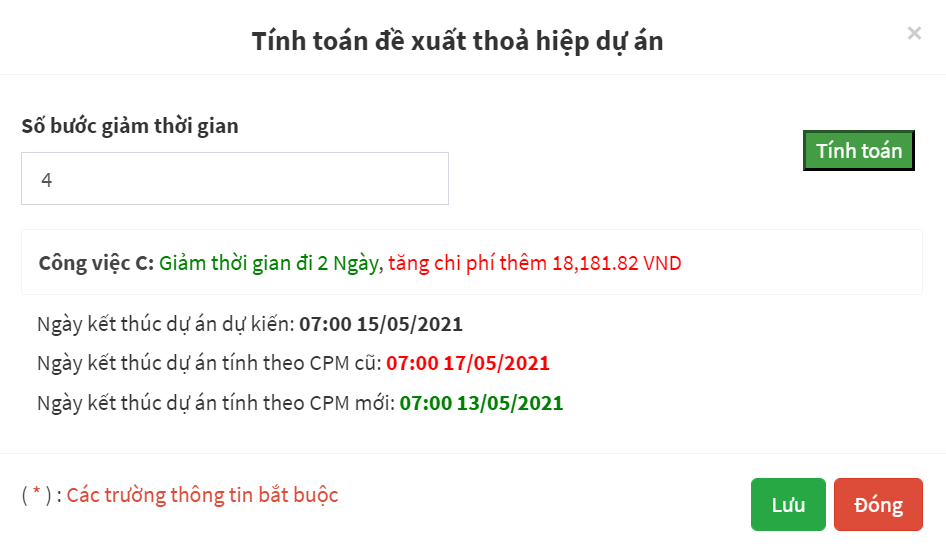 Tính toán đề xuất thoả hiệp dự án
×
Số bước giảm thời gian
Tính toán
4
Công việc C: Giảm thời gian đi 2 Ngày, tăng chi phí thêm 18,181.82 VND
Ngày kết thúc dự án dự kiến: 07:00 15/05/2021
Ngày kết thúc dự án tính theo CPM cũ: 07:00 17/05/2021
Ngày kết thúc dự án tính theo CPM mới: 07:00 13/05/2021
( * ) : Các trường thông tin bắt buộc
Lưu Đóng